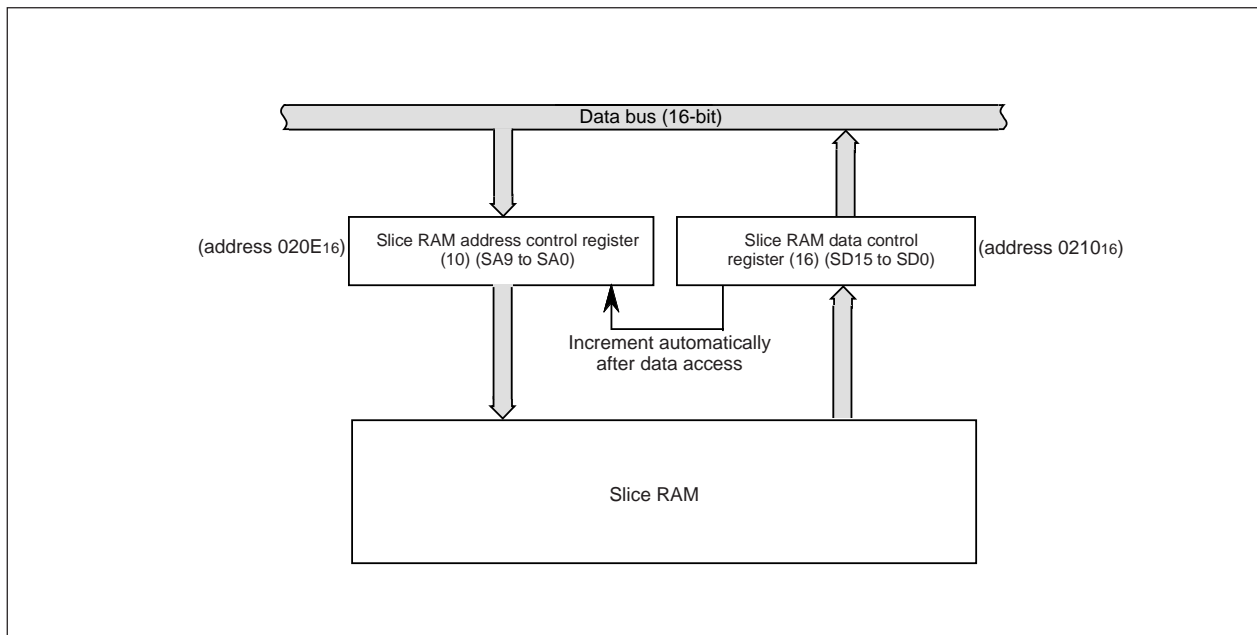 Data bus (16-bit)
(address 020E16)
Slice RAM address control register
(10) (SA9 to SA0)
Slice RAM data control
register (16) (SD15 to SD0)
(address 021016)
Increment automatically
after data access
Slice RAM